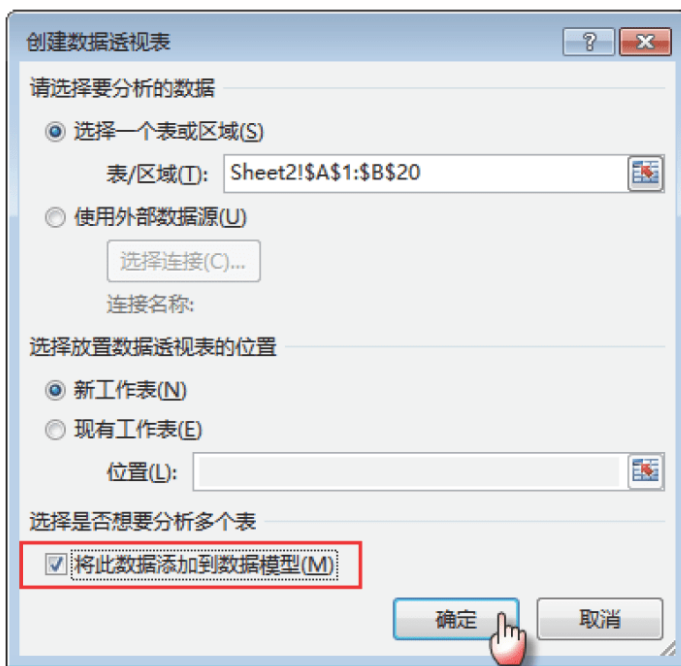 创建数据透视表
请选择要分析的数据
选择一个表或区域(S)
表/区域(T): Sheet2!$A$1:$B$20
使用外部数据源(U)
选择连接(C)...
连接名称:
选择放置数据透视表的位置
新工作表(N)
现有工作表(E)
位置(L):
选择是否想要分析多个表
将此数据添加到数据模型(M)
确定 取消